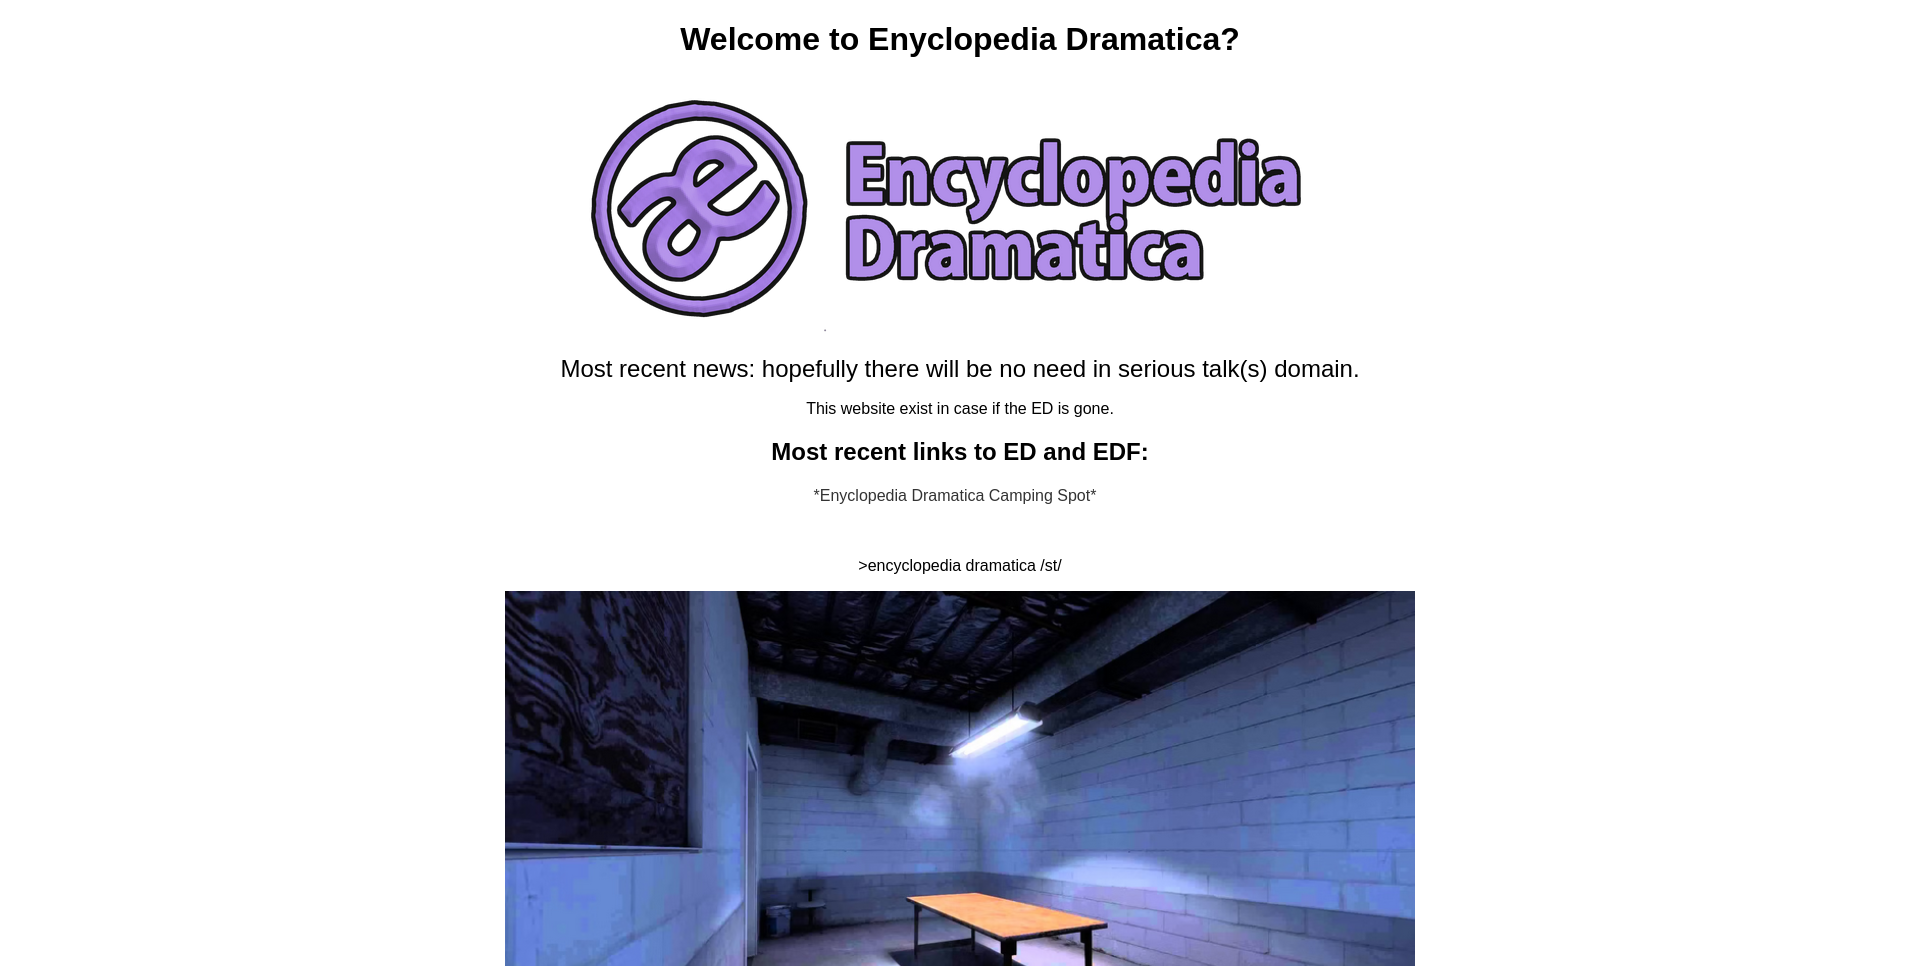 Welcome to Enyclopedia Dramatica?
æ
Encyclopedia
Dramatica
Most recent news: hopefully there will be no need in serious talk(s) domain.
This website exist in case if the ED is gone.
Most recent links to ED and EDF:
*Enyclopedia Dramatica Camping Spot*
>encyclopedia dramatica /st/